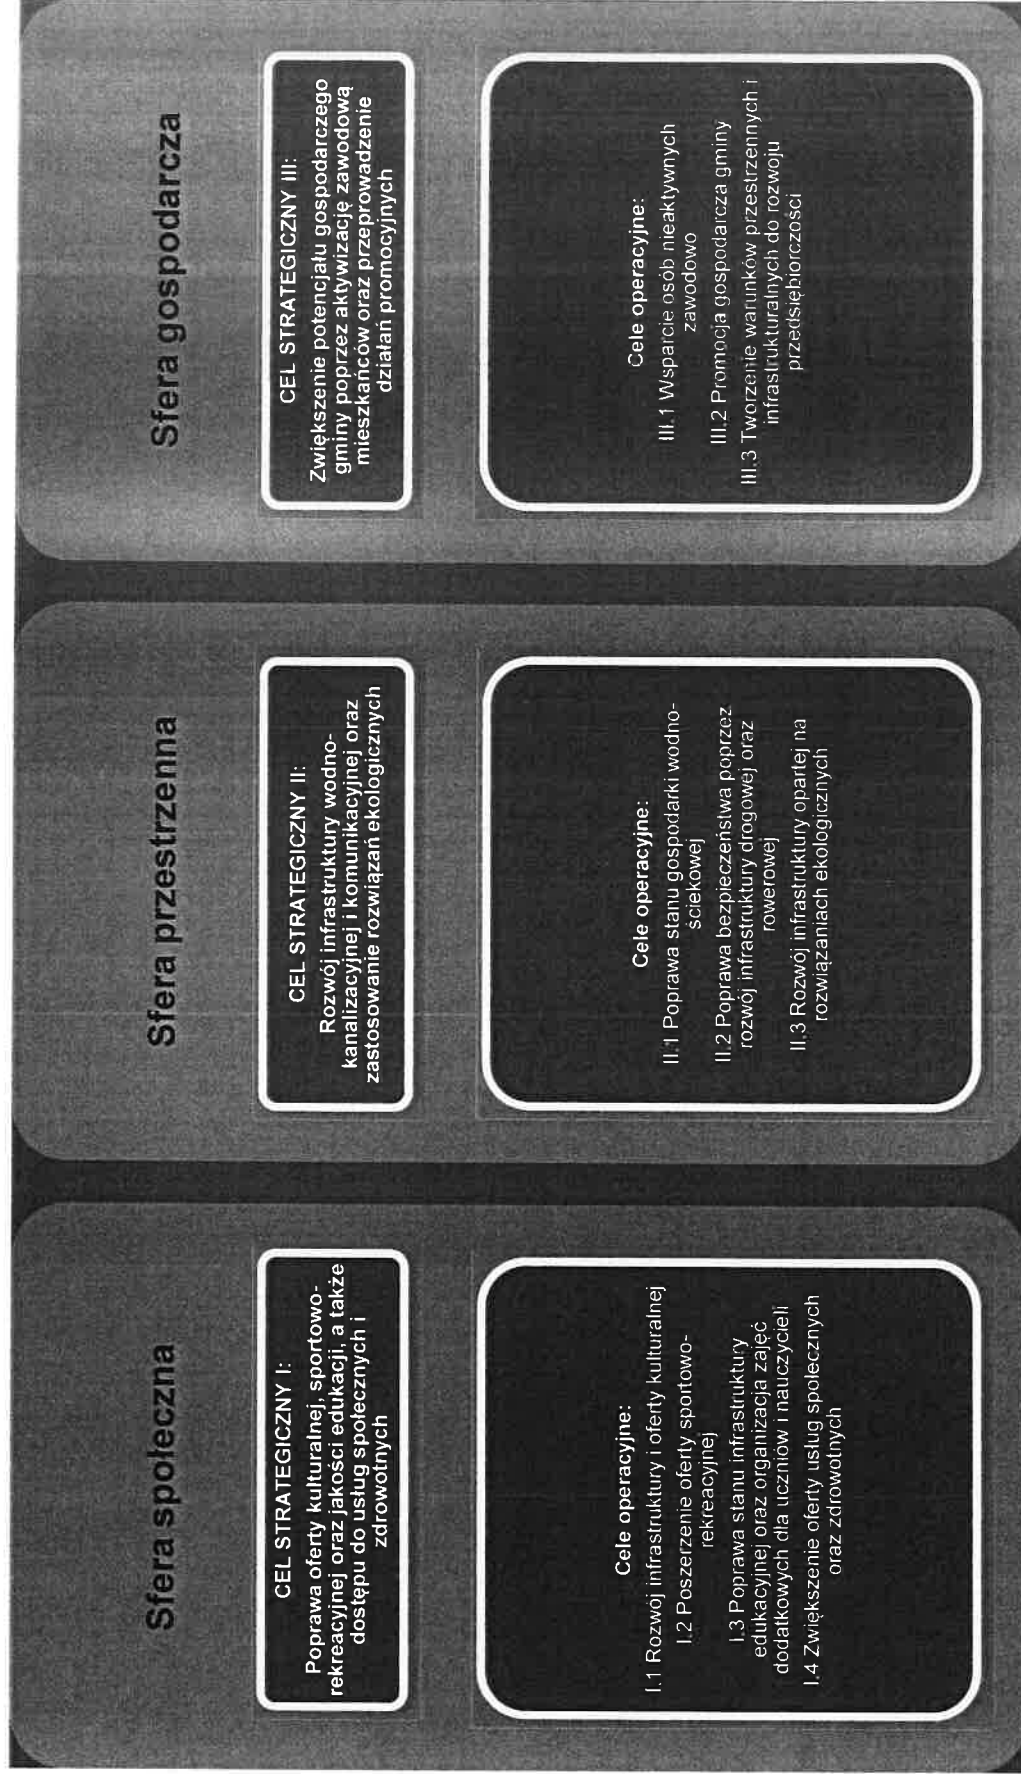 Sfera społeczna
CEL STRATEGICZNY I:
Poprawa oferty kulturalnej, sportowo-
rekreacyjnej oraz jakości edukacji, a także
dostępu do usług społecznych i
zdrowotnych
Cele operacyjne:
I.1 Rozwój infrastruktury i oferty kulturalnej
I.2 Poszerzenie oferty sportowo-
rekreacyjnej
I.3 Poprawa stanu infrastruktury
edukacyjnej oraz organizacja zajęć
dodatkowych dla uczniów i nauczycieli
I.4 Zwiększenie oferty usług społecznych
oraz zdrowotnych
Sfera przestrzenna
CEL STRATEGICZNY II:
Rozwój infrastruktury wodno-
kanalizacyjnej i komunikacyjnej oraz
zastosowanie rozwiązań ekologicznych
Cele operacyjne:
II.1 Poprawa stanu gospodarki wodno-
ściekowej
II.2 Poprawa bezpieczeństwa poprzez
rozwój infrastruktury drogowej oraz
rowerowej
II.3 Rozwój infrastruktury opartej na
rozwiązaniach ekologicznych
Sfera gospodarcza
CEL STRATEGICZNY III:
Zwiększenie potencjału gospodarczego
gminy poprzez aktywizację zawodową
mieszkańców oraz przeprowadzenie
działań promocyjnych
Cele operacyjne:
III.1 Wsparcie osób nieaktywnych
zawodowo
III.2 Promocja gospodarcza gminy
III.3 Tworzenie warunków przestrzennych i
infrastrukturalnych do rozwoju
przedsiębiorczości